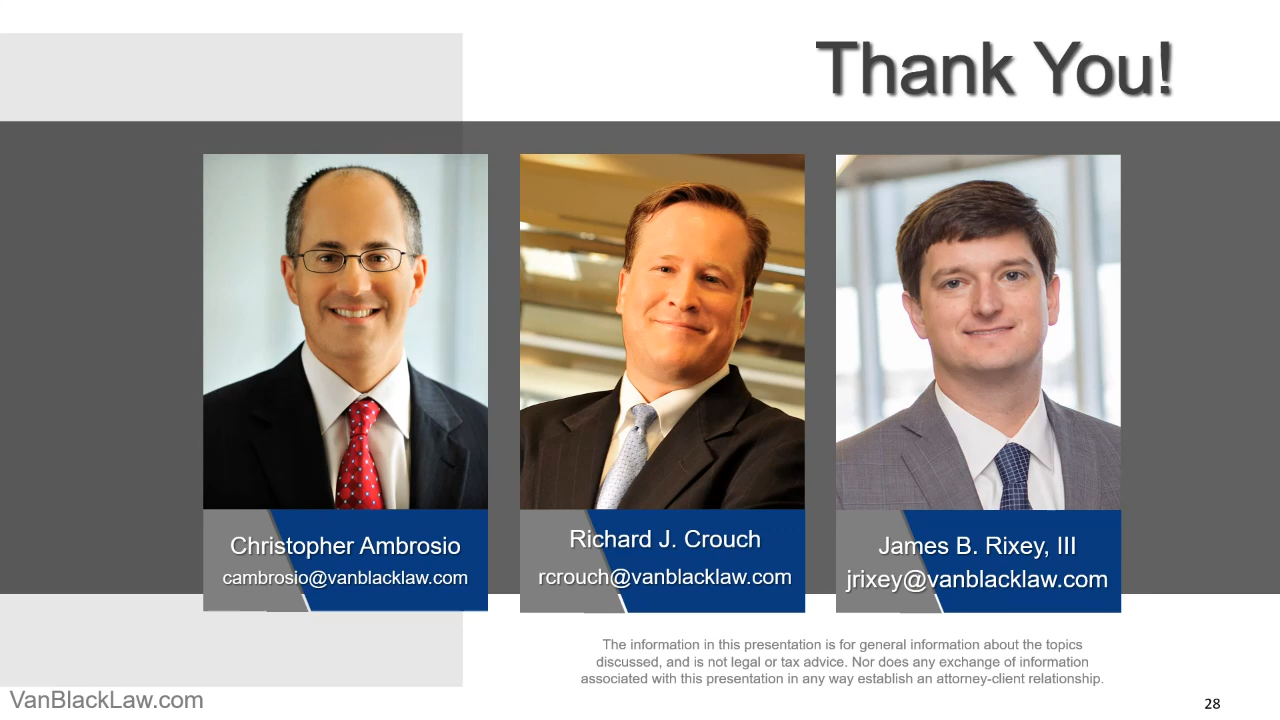 Thank You!
Christopher Ambrosio
cambrosio@vanblacklaw.com
Richard J. Crouch
rcrouch@vanblacklaw.com
James B. Rixey, III
jrixey@vanblacklaw.com
The information in this presentation is for general information about the topics
discussed, and is not legal or tax advice. Nor does any exchange of information
associated with this presentation in any way establish an attorney-client relationship.
VanBlackLaw.com
28